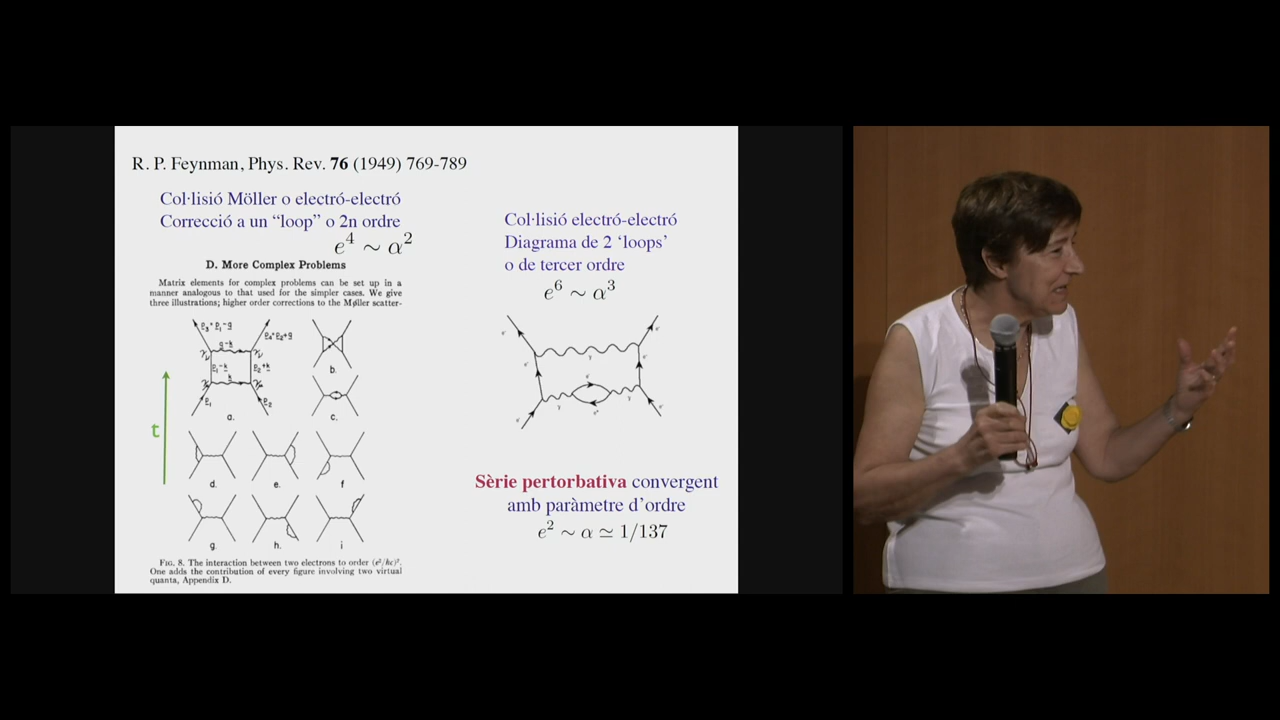 R. P. Feynman, Phys. Rev. 76 (1949) 769-789
Col·lisió Möller o electró-electró
Correcció a un “loop” o 2n ordre
e⁴ ~ α²
D. More Complex Problems
Matrix elements for complex problems can be set up in a
manner analogous to that used for the simpler cases. We give
three illustrations; higher order corrections to the Møller scatter-
a.
b.
c.
t
d.
e.
f
g.
h.
i
FIG. 8. The interaction between two electrons to order (e²/ħc)².
One adds the contribution of every figure involving two virtual
quanta, Appendix D.
Col·lisió electró-electró
Diagrama de 2 ‘loops’
o de tercer ordre
e⁶ ~ α³
Sèrie pertorbativa convergent
amb paràmetre d’ordre
e² ~ α ≃ 1/137